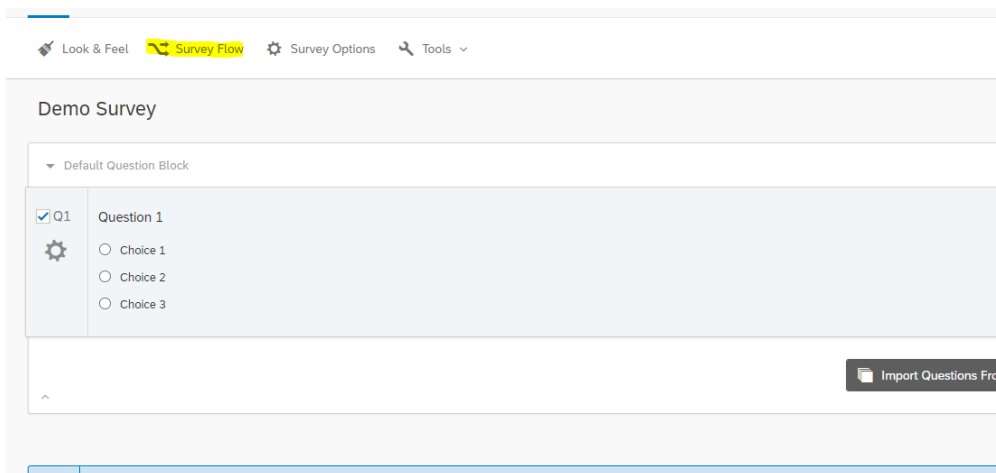 Look & Feel Survey Flow Survey Options Tools
Demo Survey
Default Question Block
Q1 Question 1
Choice 1
Choice 2
Choice 3
Import Questions Fro